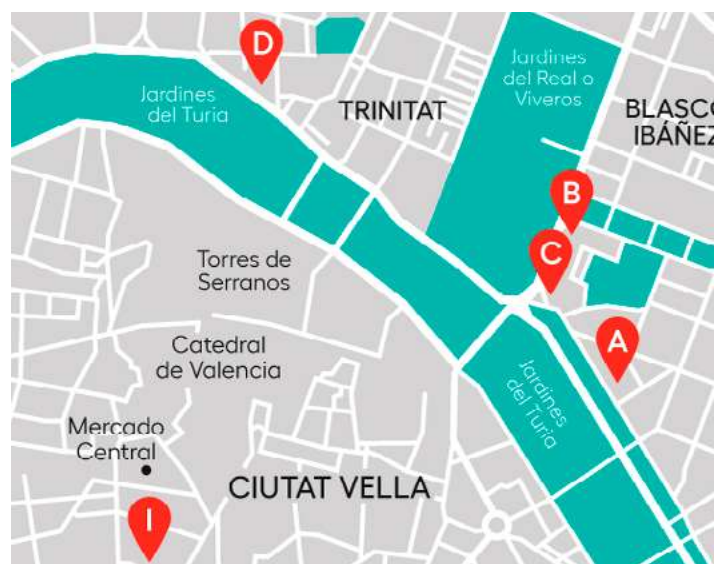 D
Jardines
del Real o
Viveros
Jardines
del Turia
TRINITAT
BLASCO
IBÁÑEZ
B
C
Torres de
Serranos
A
Catedral
de Valencia
Jardines
del Turia
Mercado
Central
CIUTAT VELLA
I